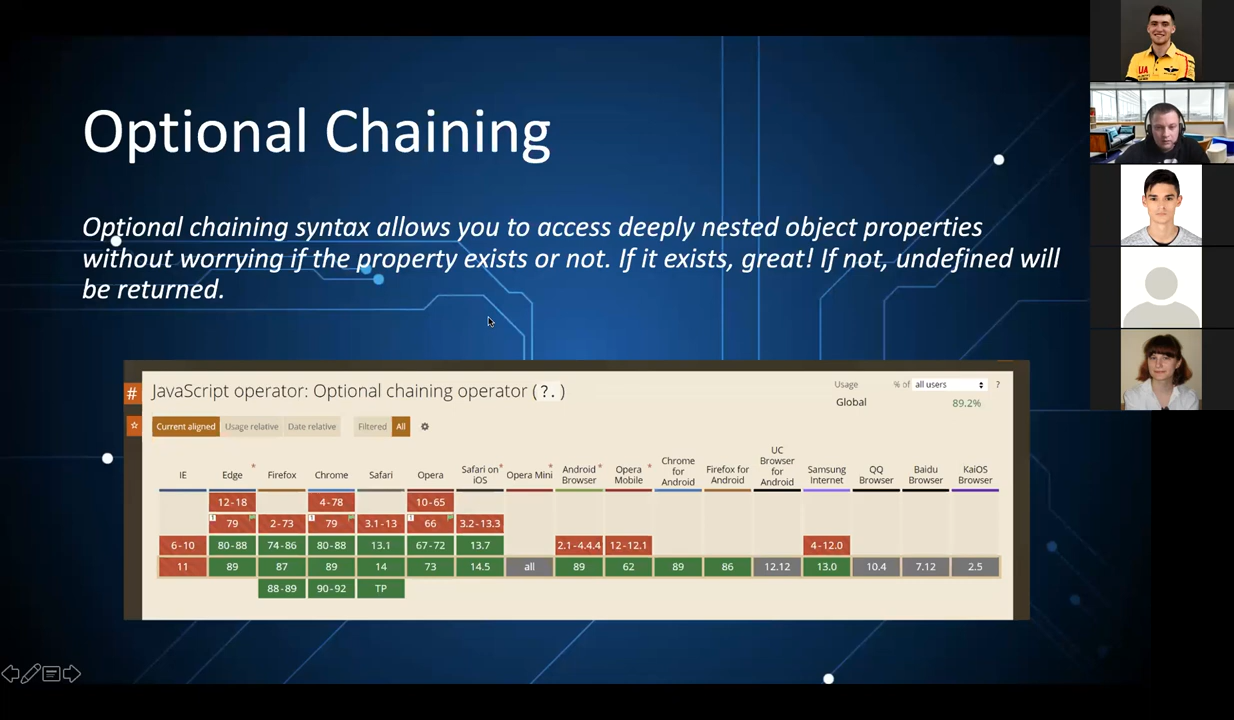 Optional Chaining
Optional chaining syntax allows you to access deeply nested object properties
without worrying if the property exists or not. If it exists, great! If not, undefined will
be returned.
# JavaScript operator: Optional chaining operator (?.)
Usage % of all users ?
Global 89.2%
Current aligned Usage relative Date relative Filtered All
IE Edge * Firefox Chrome Safari Opera Safari on iOS * Opera Mini * Android Browser * Opera Mobile * Chrome for Android Firefox for Android UC Browser for Android Samsung Internet QQ Browser Baidu Browser KaiOS Browser
12-18 4-78 10-65
1 79 2-73 1 79 3.1-13 1 66 3.2-13.3
6-10 80-88 74-86 80-88 13.1 67-72 13.7 2.1-4.4.4 12-12.1 4-12.0
11 89 87 89 14 73 14.5 all 89 62 89 86 12.12 13.0 10.4 7.12 2.5
88-89 90-92 TP
UA